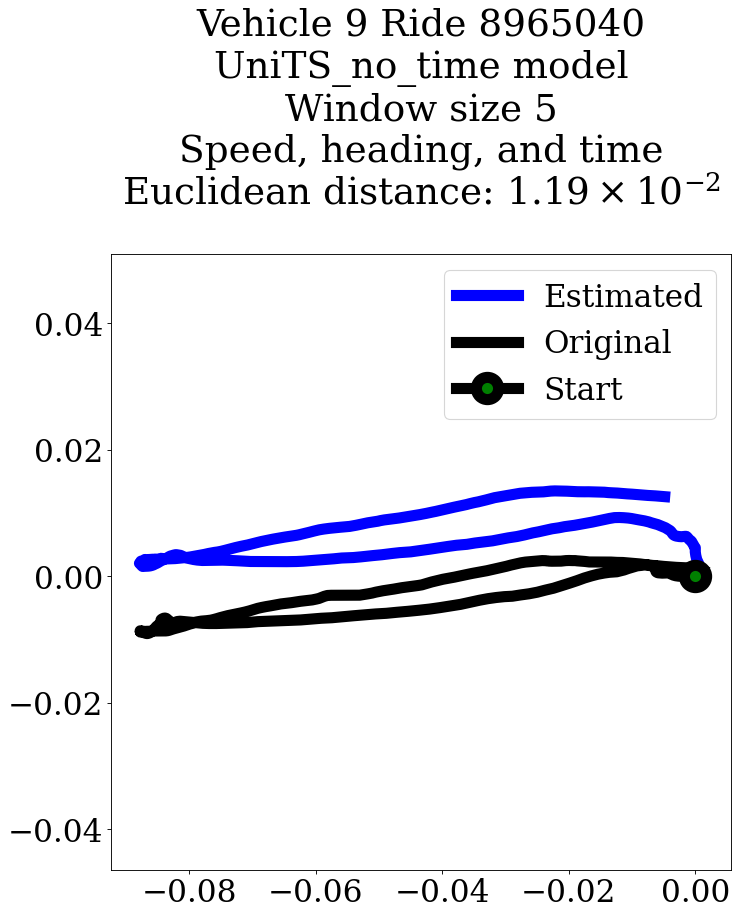 Vehicle 9 Ride 8965040
UniTS_no_time model
Window size 5
Speed, heading, and time
Euclidean distance: 1.19 × 10⁻²
Estimated
Original
Start
0.04
0.02
0.00
−0.02
−0.04
−0.08 −0.06 −0.04 −0.02 0.00